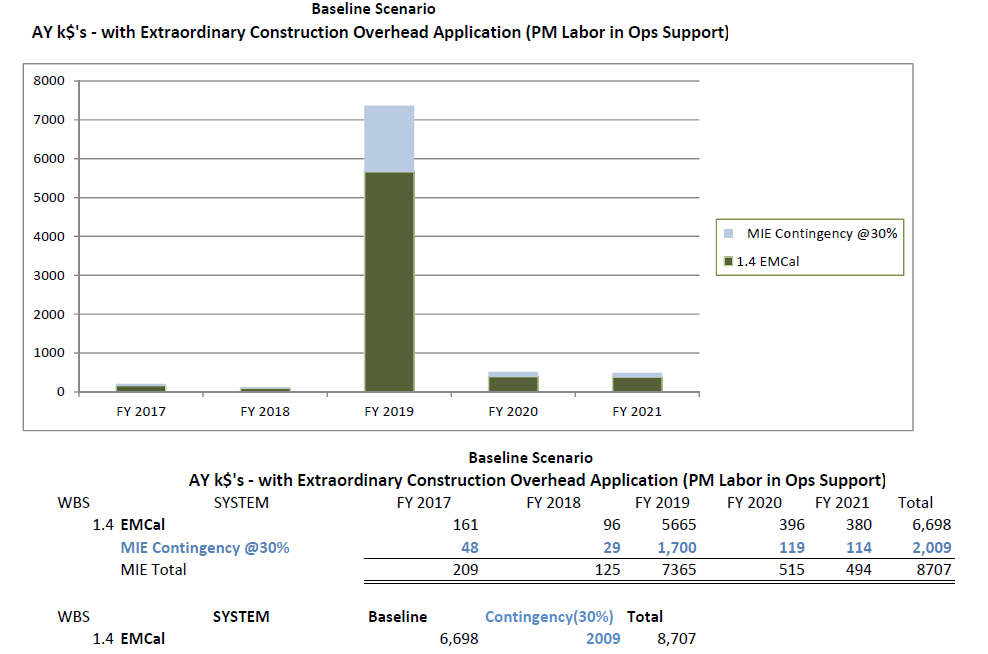 Baseline Scenario
AY k$'s - with Extraordinary Construction Overhead Application (PM Labor in Ops Support)
8000
7000
6000
5000
4000
3000
2000
1000
0
FY 2017 FY 2018 FY 2019 FY 2020 FY 2021
MIE Contingency @30%
1.4 EMCal
Baseline Scenario
AY k$'s - with Extraordinary Construction Overhead Application (PM Labor in Ops Support)
WBS SYSTEM FY 2017 FY 2018 FY 2019 FY 2020 FY 2021 Total
1.4 EMCal 161 96 5665 396 380 6,698
MIE Contingency @30% 48 29 1,700 119 114 2,009
MIE Total 209 125 7365 515 494 8707
WBS SYSTEM Baseline Contingency(30%) Total
1.4 EMCal 6,698 2009 8,707